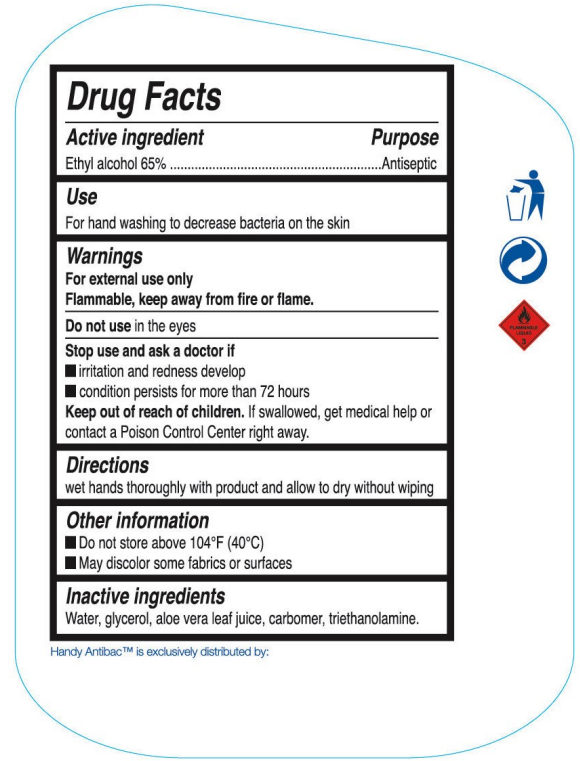 Drug Facts
Active ingredient Purpose
Ethyl alcohol 65% ............................................................Antiseptic
Use
For hand washing to decrease bacteria on the skin
Warnings
For external use only
Flammable, keep away from fire or flame.
Do not use in the eyes
Stop use and ask a doctor if
■ irritation and redness develop
■ condition persists for more than 72 hours
Keep out of reach of children. If swallowed, get medical help or
contact a Poison Control Center right away.
Directions
wet hands thoroughly with product and allow to dry without wiping
Other information
■ Do not store above 104°F (40°C)
■ May discolor some fabrics or surfaces
Inactive ingredients
Water, glycerol, aloe vera leaf juice, carbomer, triethanolamine.
Handy Antibac™ is exclusively distributed by:
FLAMMABLE
LIQUID
3